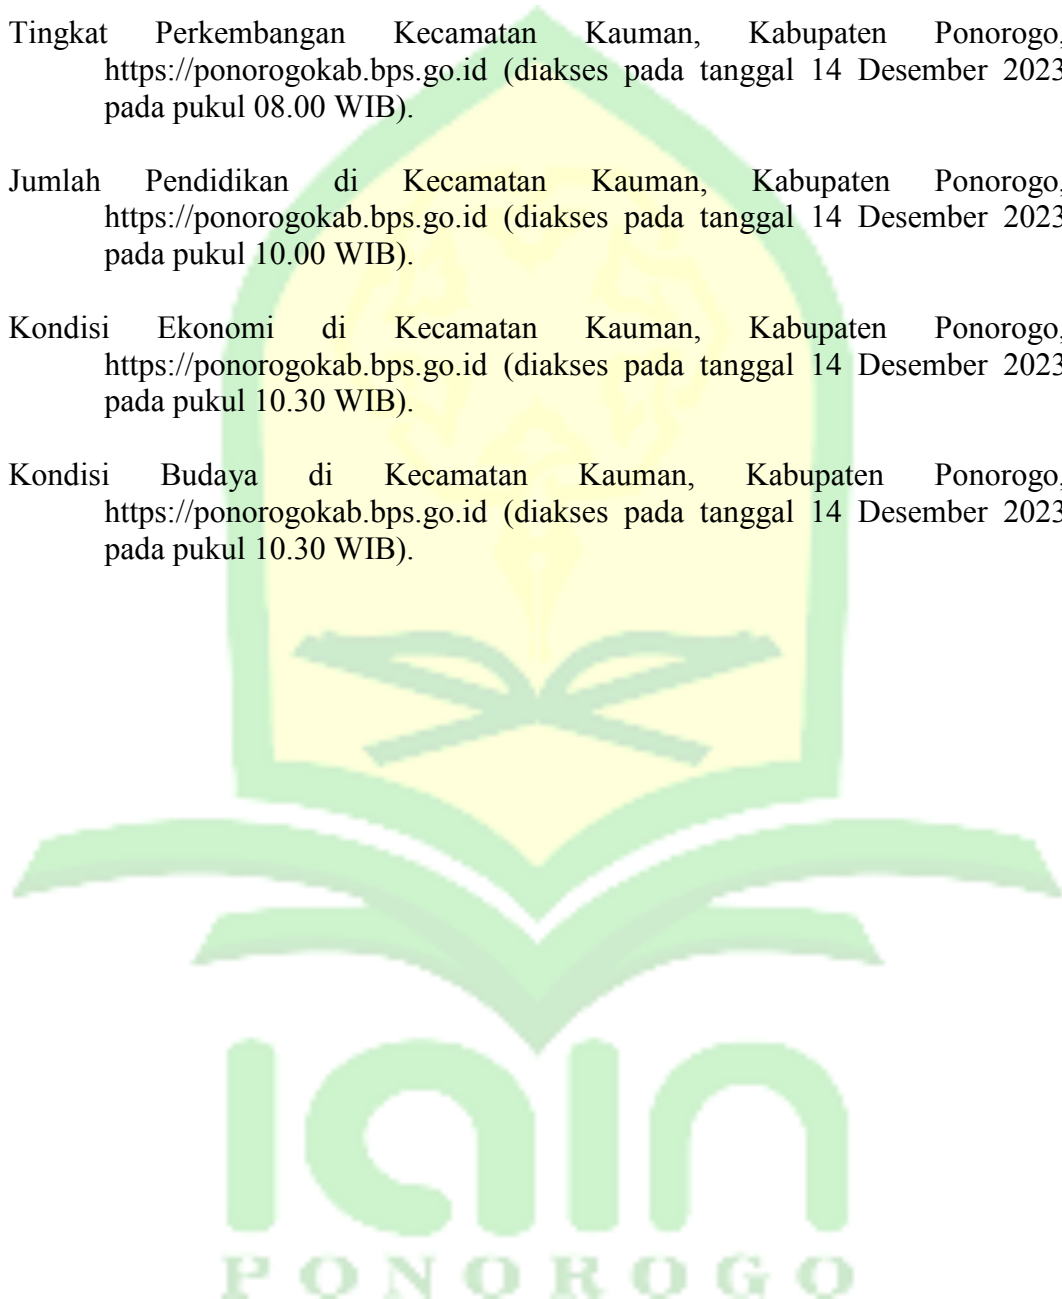 Tingkat Perkembangan Kecamatan Kauman, Kabupaten Ponorogo,
https://ponorogokab.bps.go.id (diakses pada tanggal 14 Desember 2023
pada pukul 08.00 WIB).
Jumlah Pendidikan di Kecamatan Kauman, Kabupaten Ponorogo,
https://ponorogokab.bps.go.id (diakses pada tanggal 14 Desember 2023
pada pukul 10.00 WIB).
Kondisi Ekonomi di Kecamatan Kauman, Kabupaten Ponorogo,
https://ponorogokab.bps.go.id (diakses pada tanggal 14 Desember 2023
pada pukul 10.30 WIB).
Kondisi Budaya di Kecamatan Kauman, Kabupaten Ponorogo,
https://ponorogokab.bps.go.id (diakses pada tanggal 14 Desember 2023
pada pukul 10.30 WIB).
iain
PONOROGO